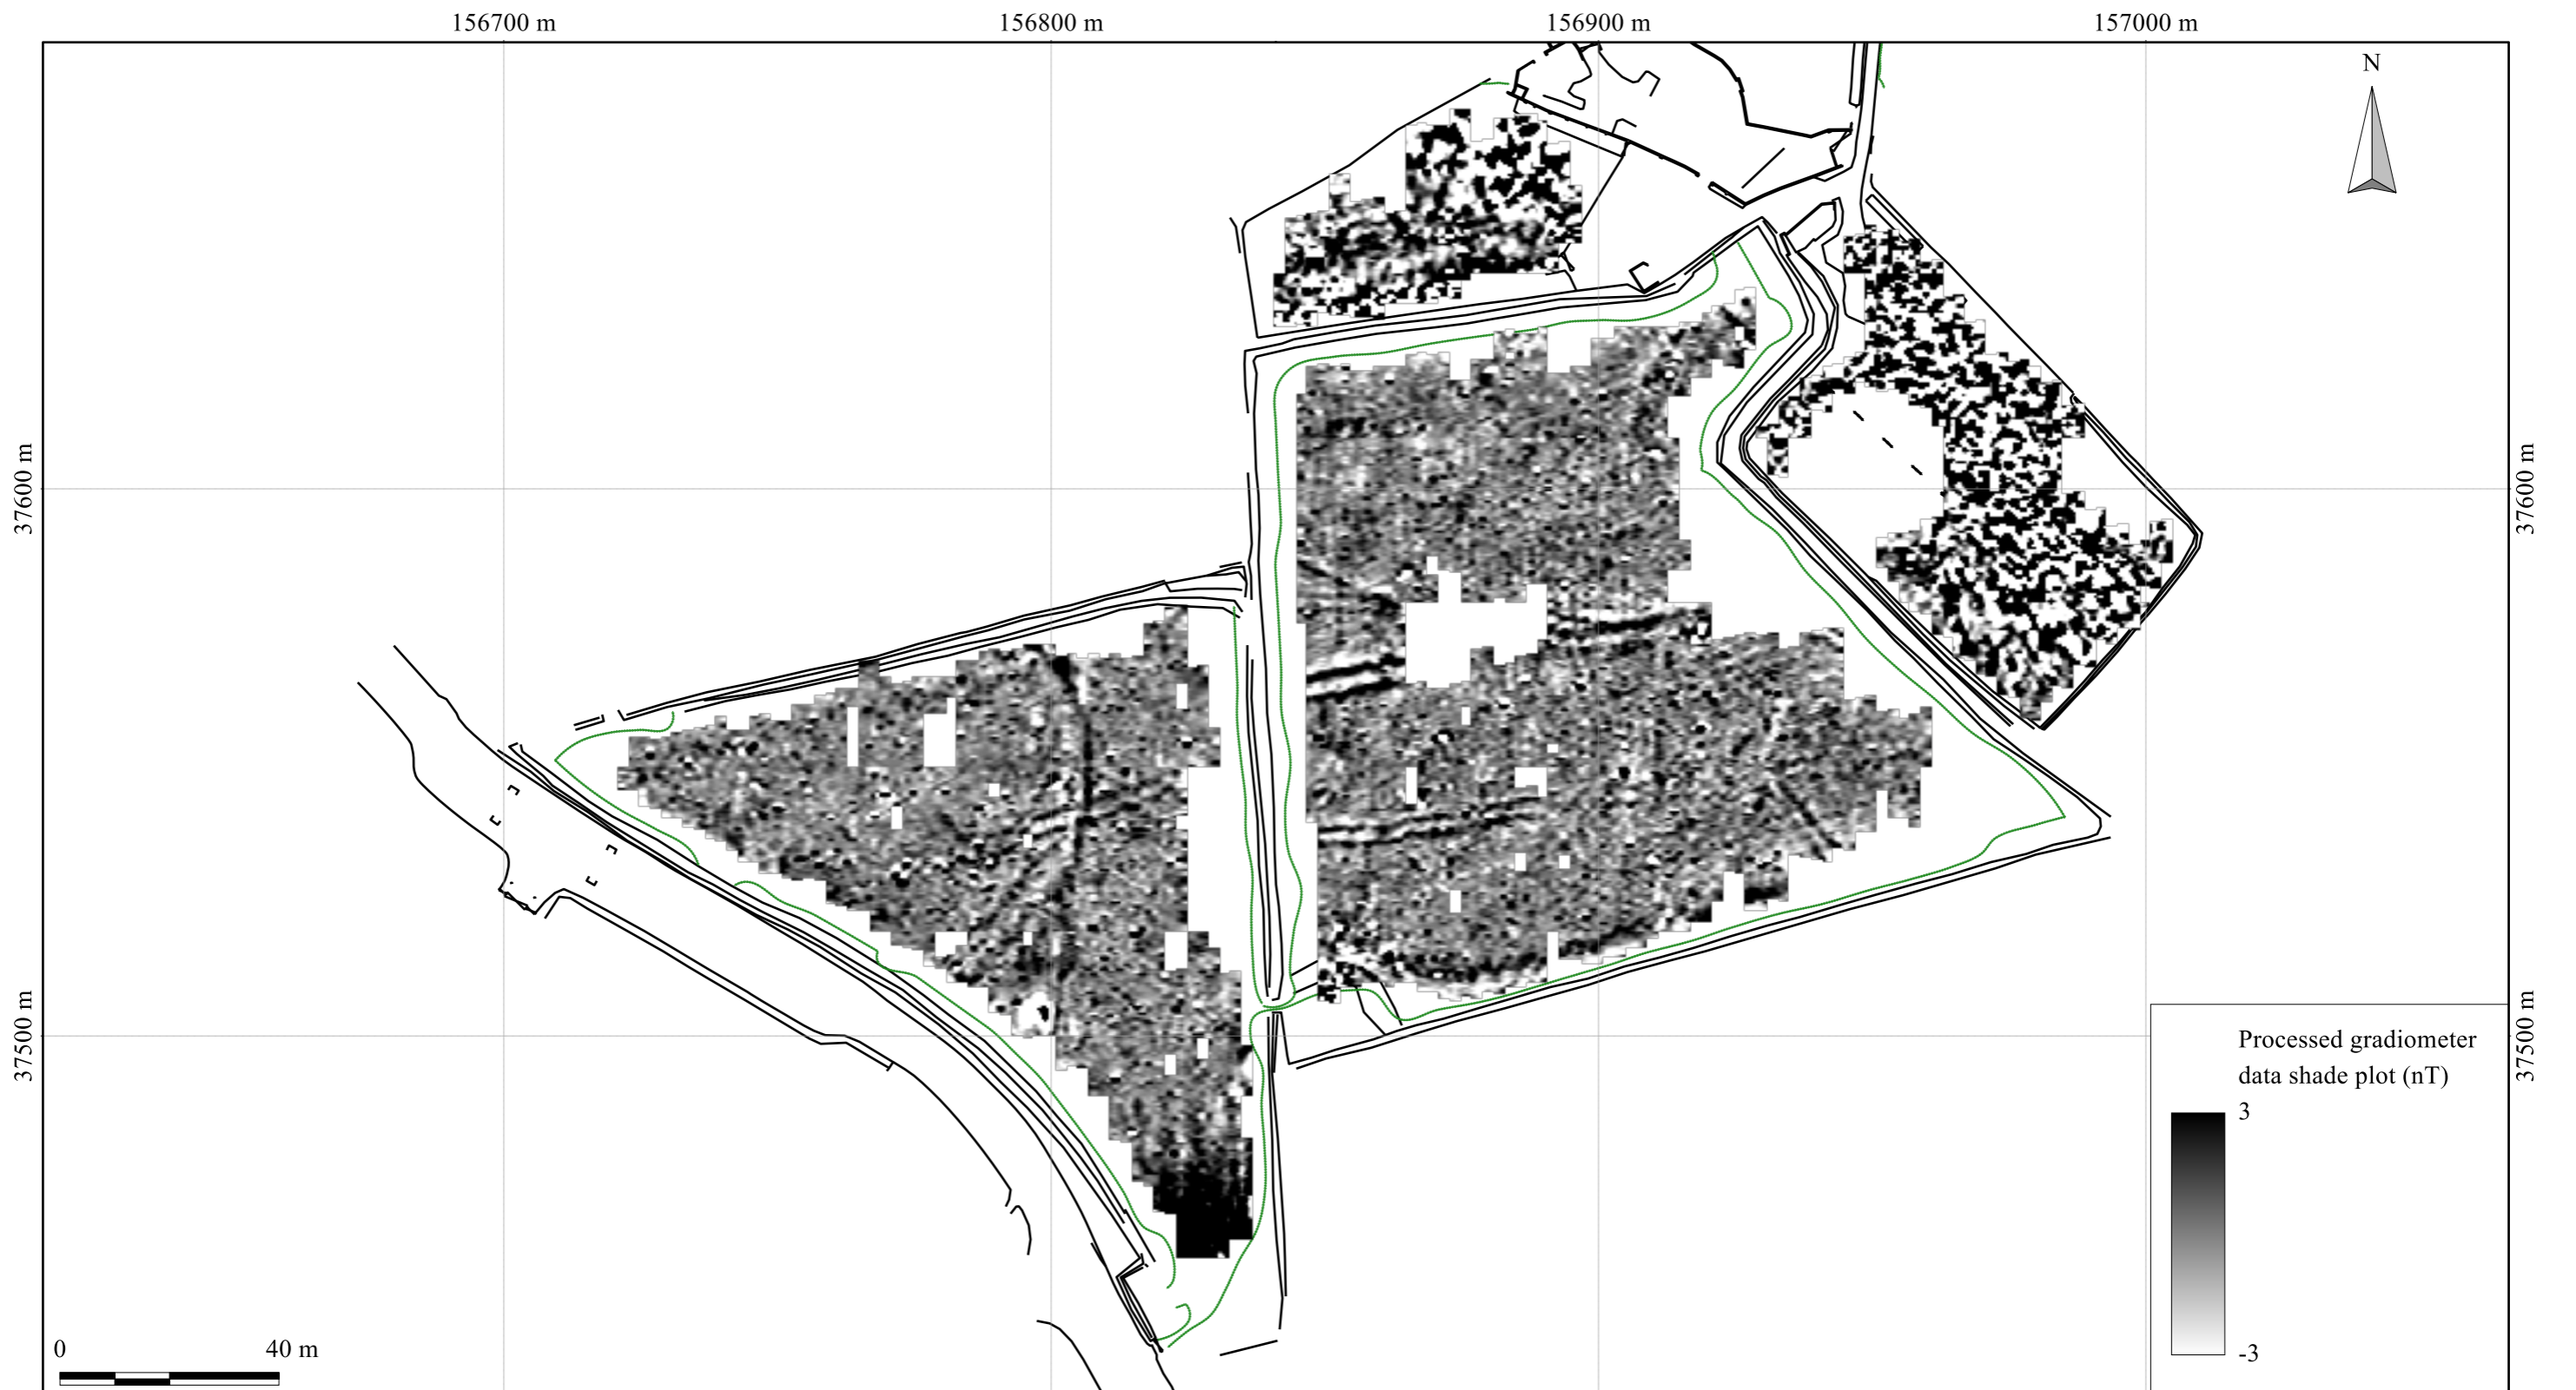 156700 m
156800 m
156900 m
157000 m
N
37600 m
37600 m
37500 m
37500 m
Processed gradiometer
data shade plot (nT)
3
-3
0
40 m